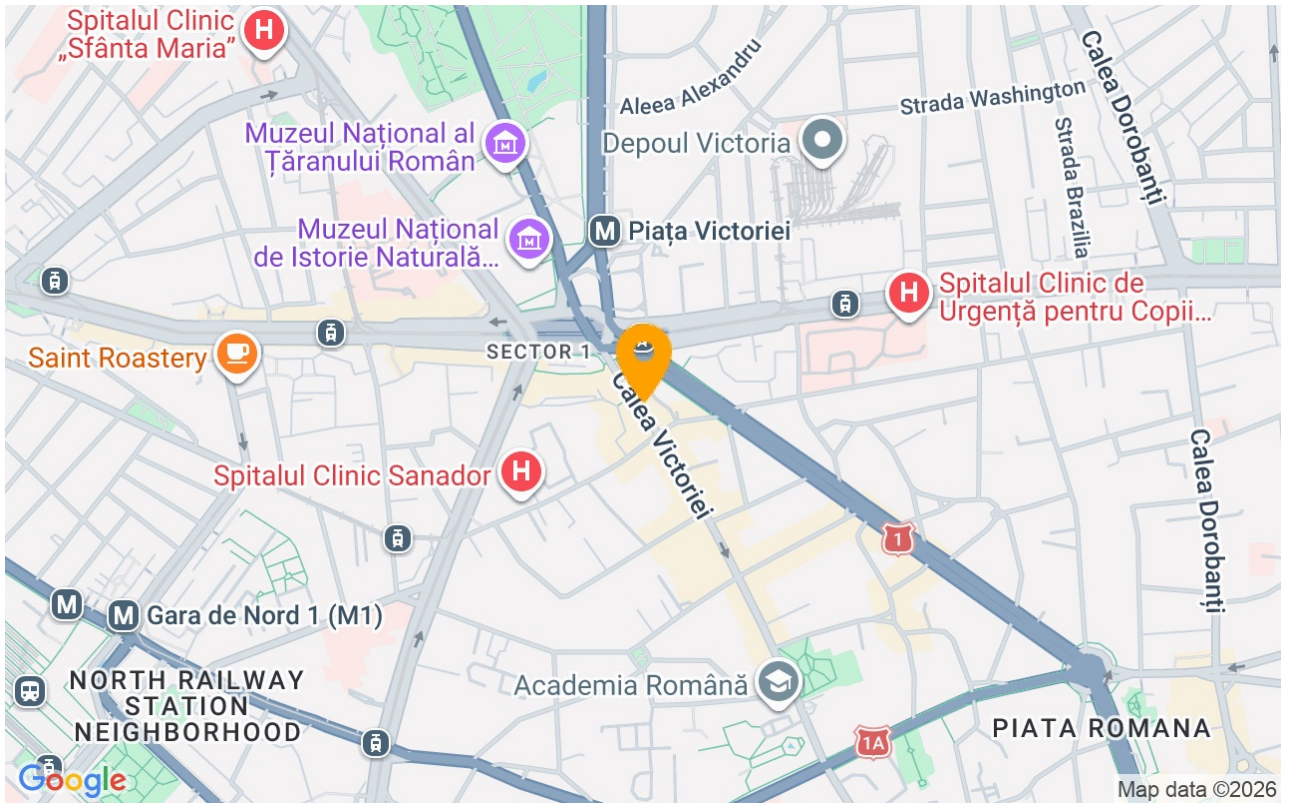 Spitalul Clinic
„Sfânta Maria”
H
Aleea Alexandru
Calea Dorobanți
Strada Washington
Muzeul Național al
Țăranului Român
Depoul Victoria
Strada Brazilia
Muzeul Național
de Istorie Naturală...
M Piața Victoriei
H
Spitalul Clinic de
Urgență pentru Copii...
Saint Roastery
SECTOR 1
Calea Victoriei
Spitalul Clinic Sanador
H
Calea Dorobanți
1
M
M Gara de Nord 1 (M1)
NORTH RAILWAY
STATION
NEIGHBORHOOD
Academia Română
1A
PIATA ROMANA
Google
Map data ©2026